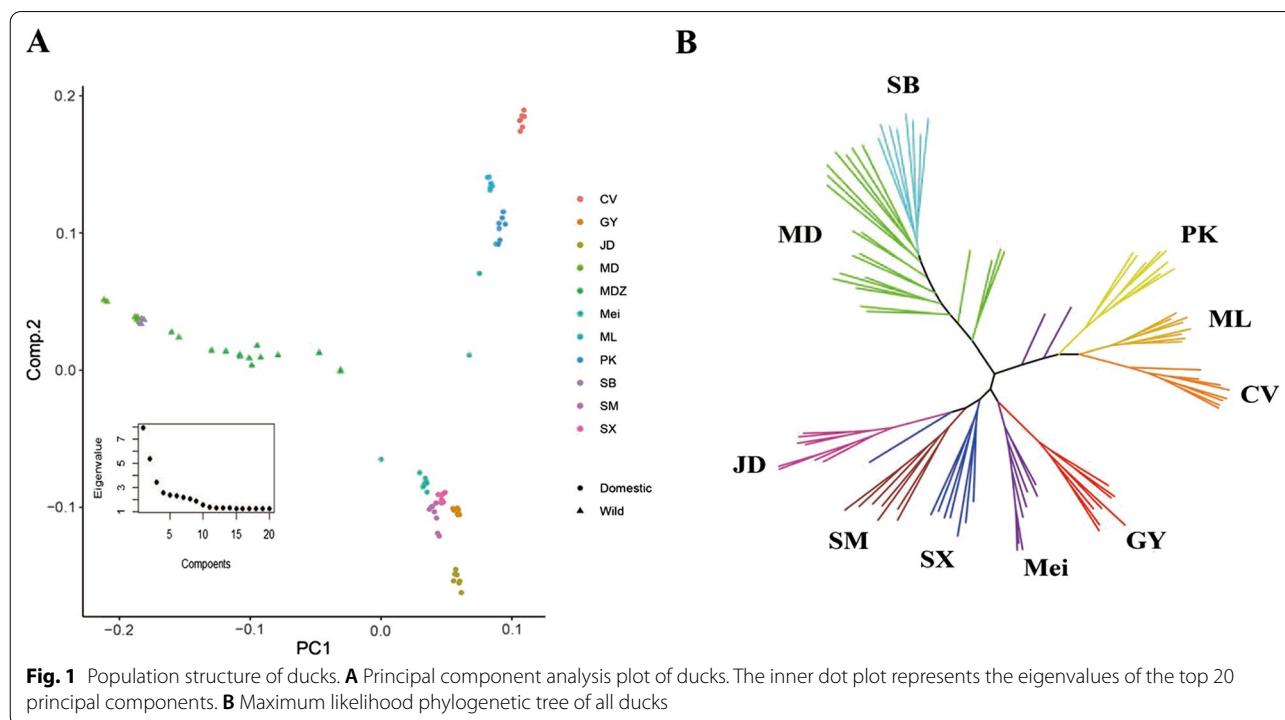 A
B
0.2
0.1
0.0
−0.1
Comp.2
−0.2
−0.1
0.0
0.1
PC1
7
5
3
1
Eigenvalue
5
10
15
20
Compoents
CV
GY
JD
MD
MDZ
Mei
ML
PK
SB
SM
SX
Domestic
Wild
SB
MD
PK
ML
CV
JD
SM
SX
Mei
GY
Fig. 1 Population structure of ducks. A Principal component analysis plot of ducks. The inner dot plot represents the eigenvalues of the top 20
principal components. B Maximum likelihood phylogenetic tree of all ducks